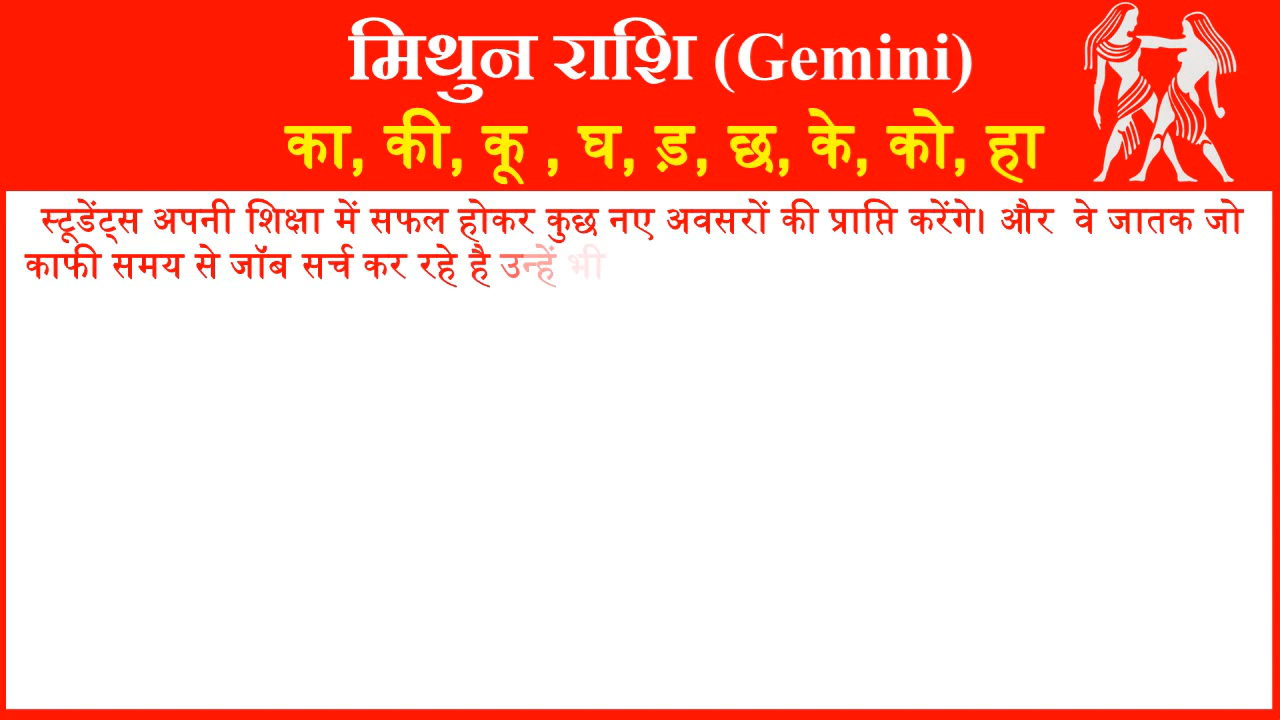 मिथुन राशि (Gemini)
का, की, कू , घ, ड़, छ, के, को, हा
स्टूडेंट्स अपनी शिक्षा में सफल होकर कुछ नए अवसरों की प्राप्ति करेंगे। और वे जातक जो
काफी समय से जॉब सर्च कर रहे है उन्हें भी